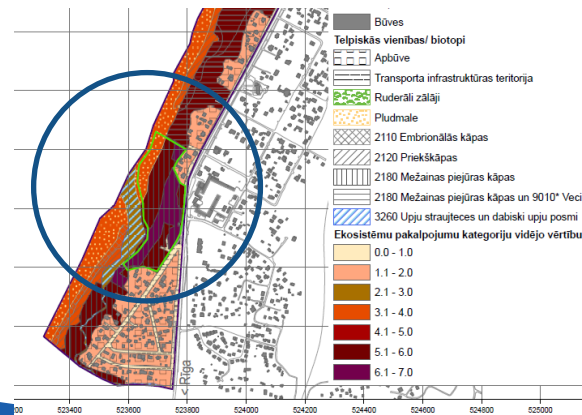 Būves
Telpiskās vienības/ biotopi
Apbūve
Transporta infrastruktūras teritorija
Ruderāli zālāji
Pludmale
2110 Embrionālās kāpas
2120 Priekškāpas
2180 Mežainas piejūras kāpas
2180 Mežainas piejūras kāpas un 9010* Veci
3260 Upju straujteces un dabiski upju posmi
Ekosistēmu pakalpojumu kategoriju vidējo vērtību
0.0 - 1.0
1.1 - 2.0
2.1 - 3.0
3.1 - 4.0
4.1 - 5.0
5.1 - 6.0
6.1 - 7.0
< Rīga
00 523400 523600 523800 524000 524200 524400 524600 524800 525000